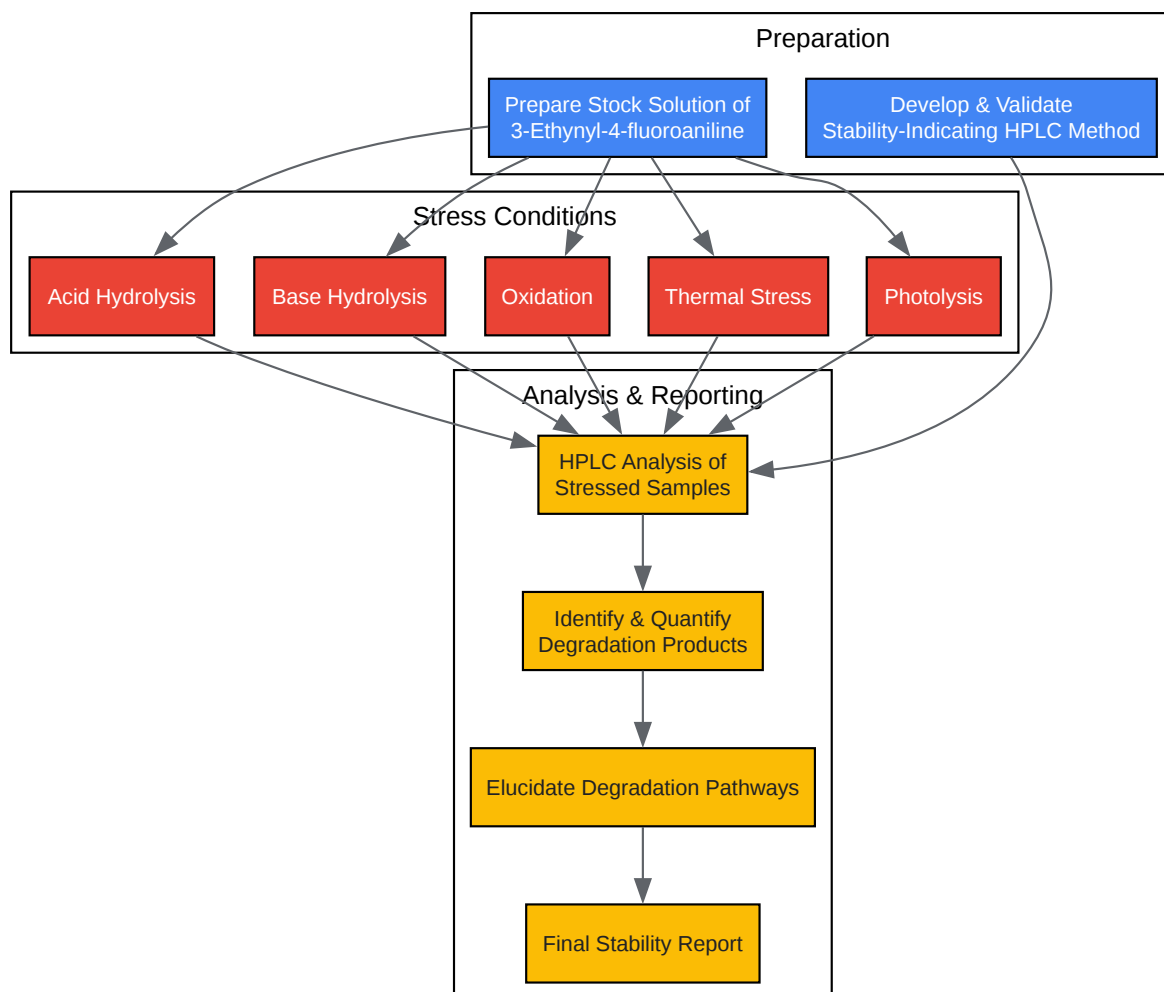 Preparation
Prepare Stock Solution of
3-Ethynyl-4-fluoroaniline
Develop & Validate
Stability-Indicating HPLC Method
Stress Conditions
Acid Hydrolysis
Base Hydrolysis
Oxidation
Thermal Stress
Photolysis
Analysis & Reporting
HPLC Analysis of
Stressed Samples
Identify & Quantify
Degradation Products
Elucidate Degradation Pathways
Final Stability Report